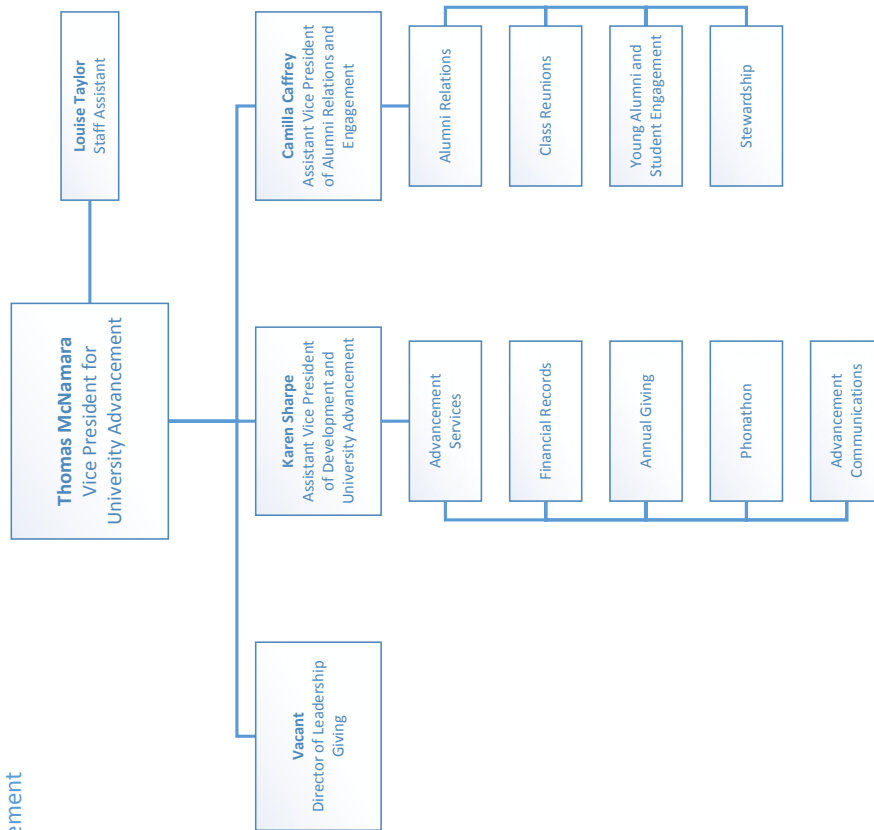 ement
Thomas McNamara
Vice President for
University Advancement
Louise Taylor
Staff Assistant
Vacant
Director of Leadership
Giving
Karen Sharpe
Assistant Vice President
of Development and
University Advancement
Advancement
Services
Financial Records
Annual Giving
Phonathon
Advancement
Communications
Camilla Caffrey
Assistant Vice President
of Alumni Relations and
Engagement
Alumni Relations
Class Reunions
Young Alumni and
Student Engagement
Stewardship